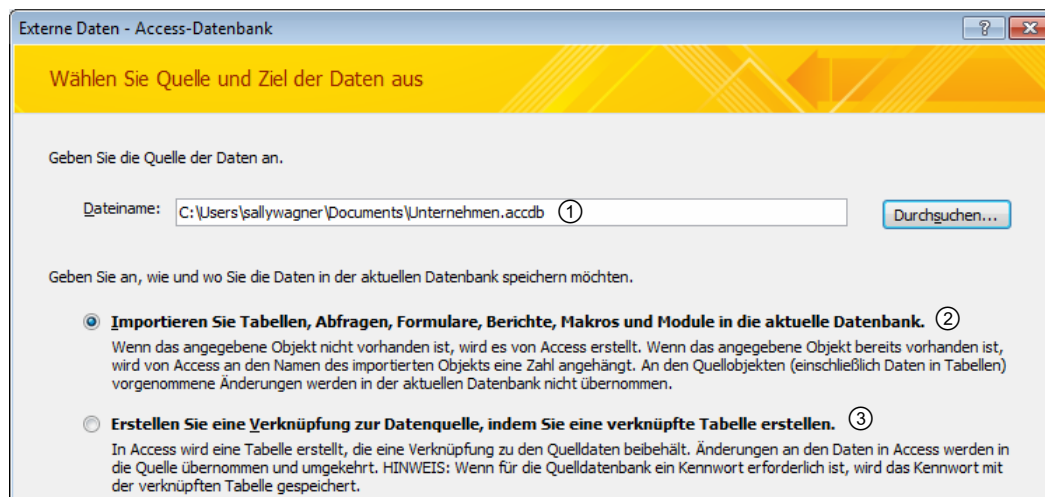 Externe Daten - Access-Datenbank
Wählen Sie Quelle und Ziel der Daten aus
Geben Sie die Quelle der Daten an.
Dateiname: C:\Users\sallywagner\Documents\Unternehmen.accdb ① Durchsuchen...
Geben Sie an, wie und wo Sie die Daten in der aktuellen Datenbank speichern möchten.
Importieren Sie Tabellen, Abfragen, Formulare, Berichte, Makros und Module in die aktuelle Datenbank. ②
Wenn das angegebene Objekt nicht vorhanden ist, wird es von Access erstellt. Wenn das angegebene Objekt bereits vorhanden ist,
wird von Access an den Namen des importierten Objekts eine Zahl angehängt. An den Quellobjekten (einschließlich Daten in Tabellen)
vorgenommene Änderungen werden in der aktuellen Datenbank nicht übernommen.
Erstellen Sie eine Verknüpfung zur Datenquelle, indem Sie eine verknüpfte Tabelle erstellen. ③
In Access wird eine Tabelle erstellt, die eine Verknüpfung zu den Quelldaten beibehält. Änderungen an den Daten in Access werden in
die Quelle übernommen und umgekehrt. HINWEIS: Wenn für die Quelldatenbank ein Kennwort erforderlich ist, wird das Kennwort mit
der verknüpften Tabelle gespeichert.